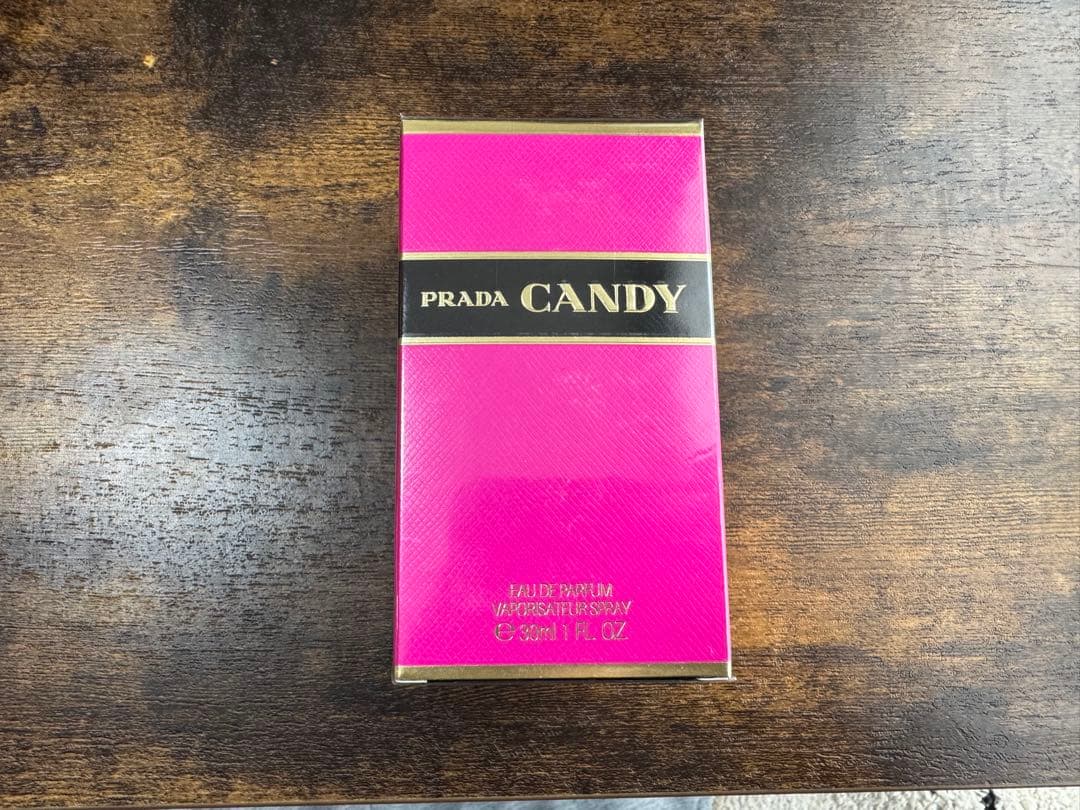 PRADA CANDY
EAU DE PARFUM
VAPORISATEUR SPRAY
℮ 30ml 1 FL. OZ